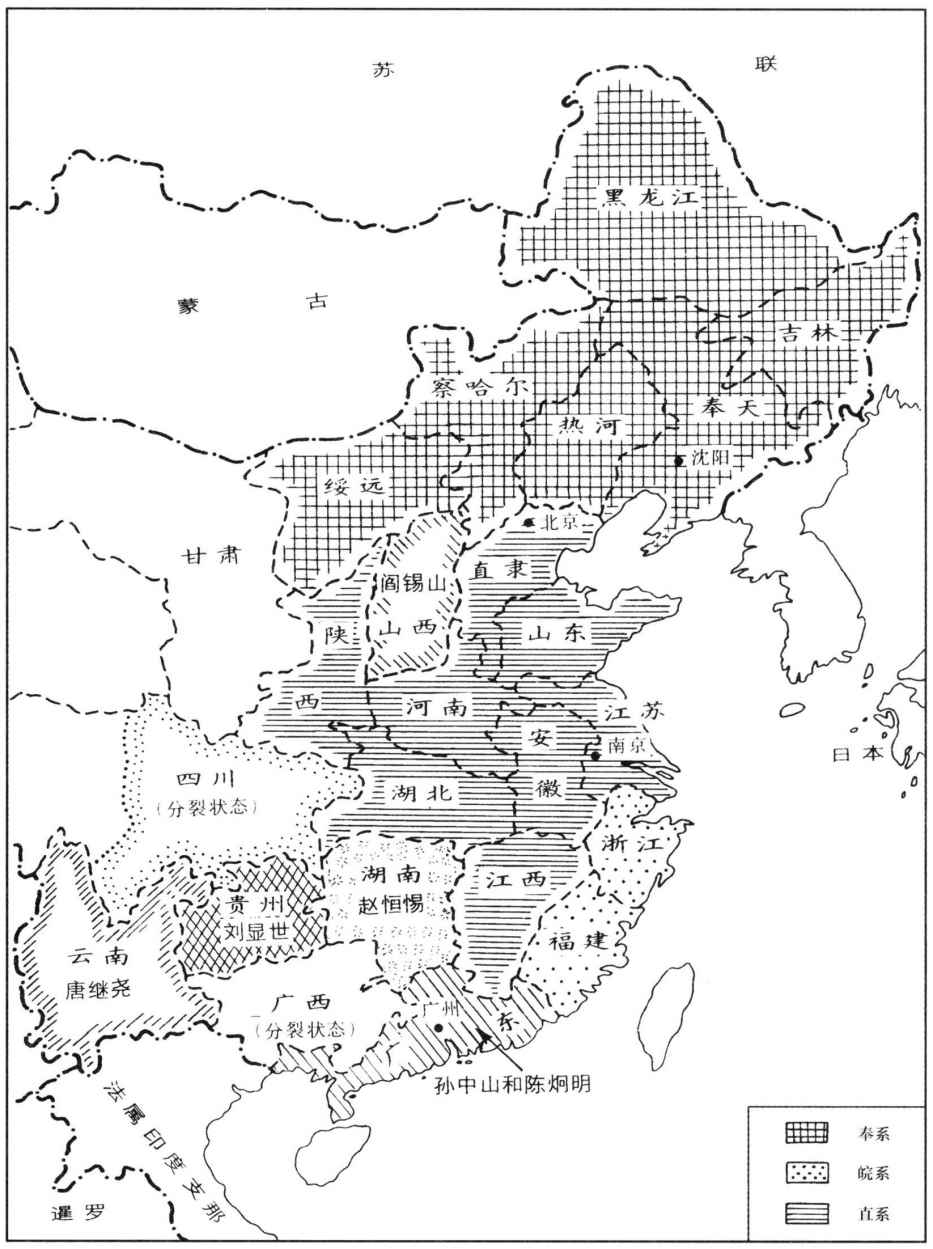 苏联
黑龙江
蒙古
吉林
察哈尔
奉天
热河
沈阳
绥远
北京
甘肃
直隶
阎锡山
山西
陕西
山东
河南
江苏
安徽
南京
日本
四川
(分裂状态)
湖北
浙江
湖南
赵恒惕
江西
贵州
刘显世
福建
云南
唐继尧
广西
(分裂状态)
广州
东
孙中山和陈炯明
法属印度支那
暹罗
奉系
皖系
直系